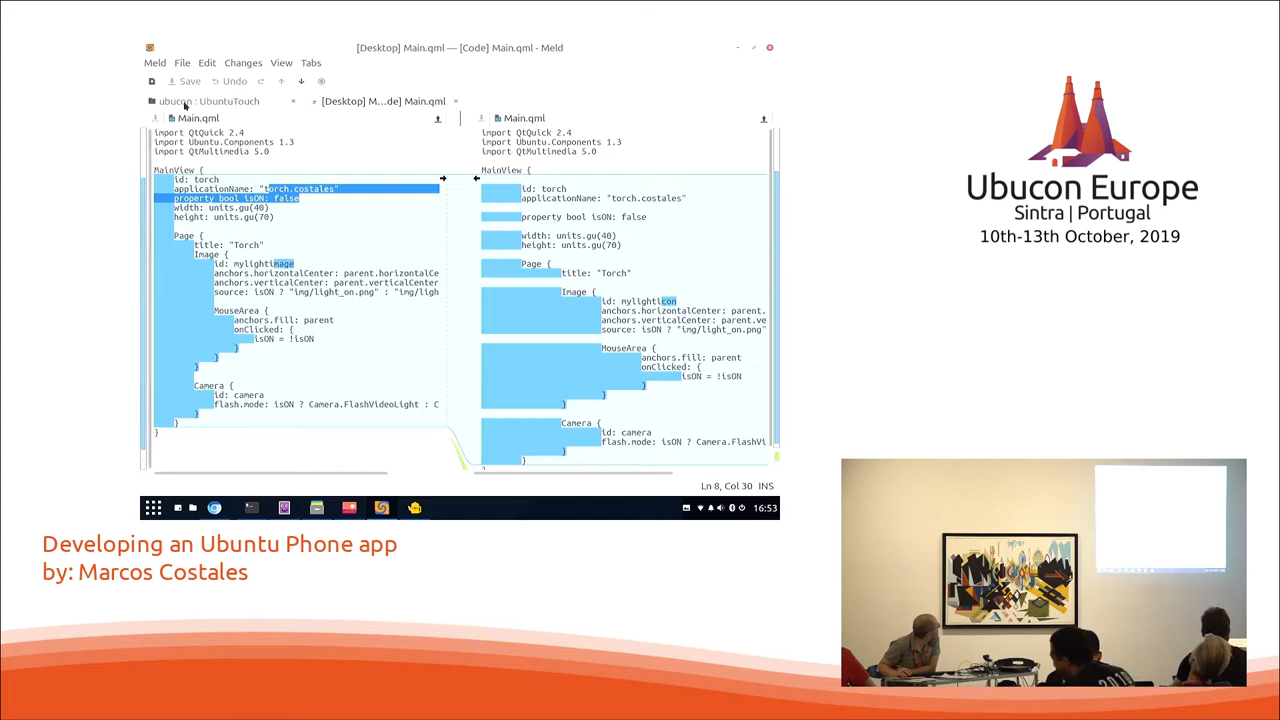 [Desktop] Main.qml — [Code] Main.qml - Meld
Meld File Edit Changes View Tabs
Save Undo
ubucon : UbuntuTouch × [Desktop] M...de] Main.qml ×
Main.qml
import QtQuick 2.4
import Ubuntu.Components 1.3
import QtMultimedia 5.0
MainView {
id: torch
applicationName: "torch.costales"
property bool isON: false
width: units.gu(40)
height: units.gu(70)
Page {
title: "Torch"
Image {
id: mylightimage
anchors.horizontalCenter: parent.horizontalCe
anchors.verticalCenter: parent.verticalCenter
source: isON ? "img/light_on.png" : "img/ligh
MouseArea {
anchors.fill: parent
onClicked: {
isON = !isON
}
}
}
Camera {
id: camera
flash.mode: isON ? Camera.FlashVideoLight : C
}
}
}
Main.qml
import QtQuick 2.4
import Ubuntu.Components 1.3
import QtMultimedia 5.0
MainView {
id: torch
applicationName: "torch.costales"
property bool isON: false
width: units.gu(40)
height: units.gu(70)
Page {
title: "Torch"
Image {
id: mylighticon
anchors.horizontalCenter: parent.
anchors.verticalCenter: parent.ve
source: isON ? "img/light_on.png"
MouseArea {
anchors.fill: parent
onClicked: {
isON = !isON
}
}
}
Camera {
id: camera
flash.mode: isON ? Camera.FlashVi
}
}
Ln 8, Col 30 INS
16:53
Ubucon Europe
Sintra | Portugal
10th-13th October, 2019
Developing an Ubuntu Phone app
by: Marcos Costales